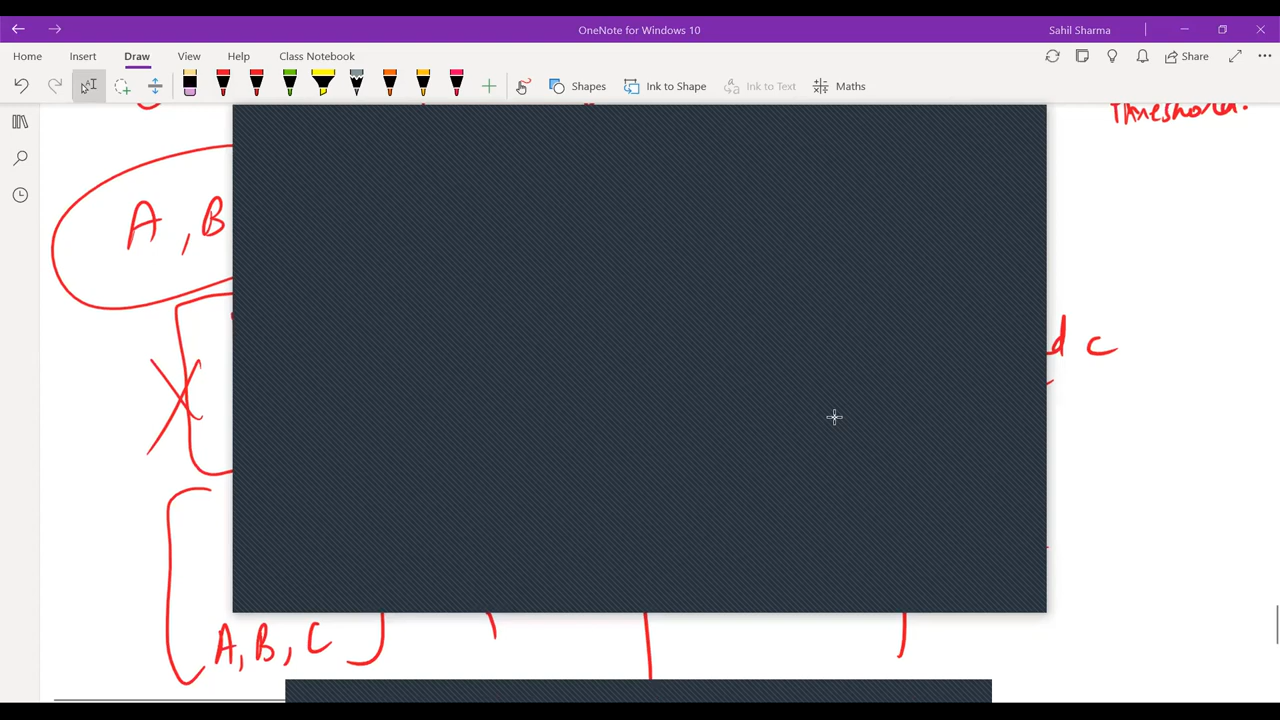 OneNote for Windows 10
Sahil Sharma
Home Insert Draw View Help Class Notebook
Share
Shapes
Ink to Shape
Ink to Text
Maths
Threshold.
A, B
d c
A, B, C